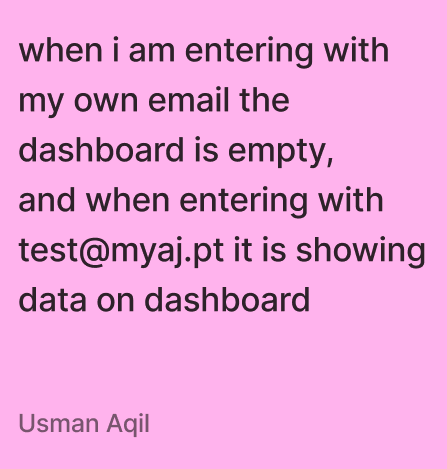 when i am entering with
my own email the
dashboard is empty,
and when entering with
test@myaj.pt it is showing
data on dashboard
Usman Aqil